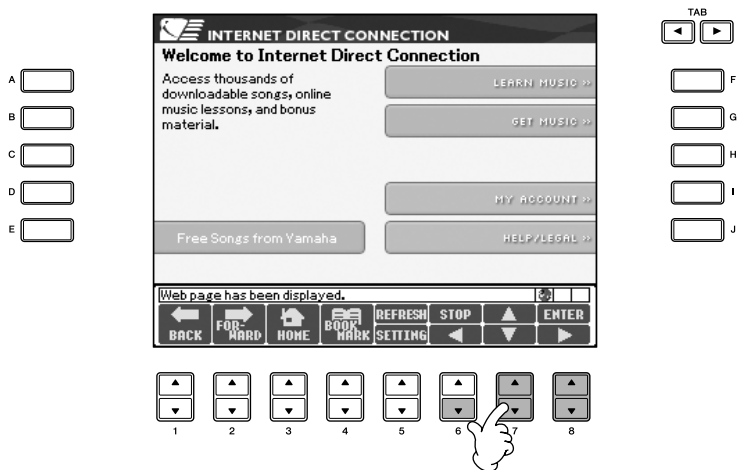 TAB
INTERNET DIRECT CONNECTION
Welcome to Internet Direct Connection
Access thousands of
downloadable songs, online
music lessons, and bonus
material.
LEARN MUSIC »
GET MUSIC »
MY ACCOUNT »
HELP/LEGAL »
Free Songs from Yamaha
A
B
C
D
E
F
G
H
I
J
Web page has been displayed.
BACK
FOR-
WARD
HOME
BOOK
MARK
REFRESH
SETTING
STOP
ENTER
1
2
3
4
5
6
7
8